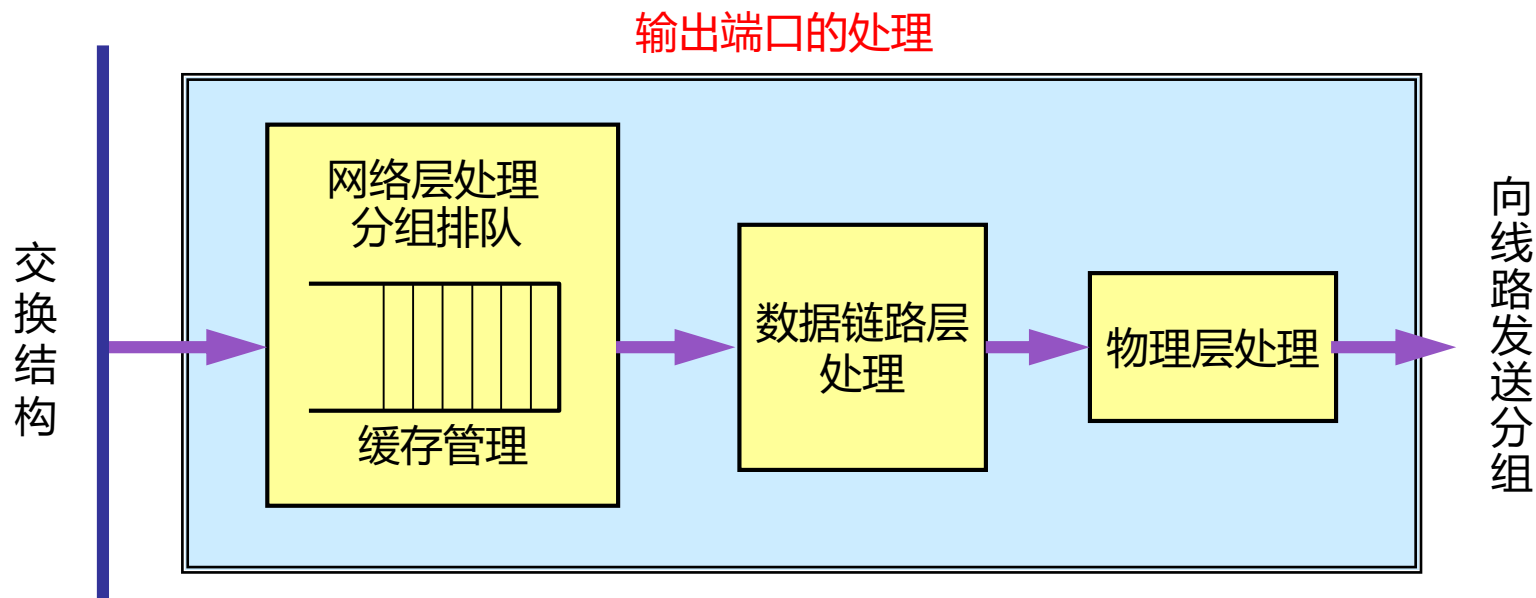 输出端口的处理
交换结构
网络层处理
分组排队
缓存管理
数据链路层
处理
物理层处理
向线路发送分组